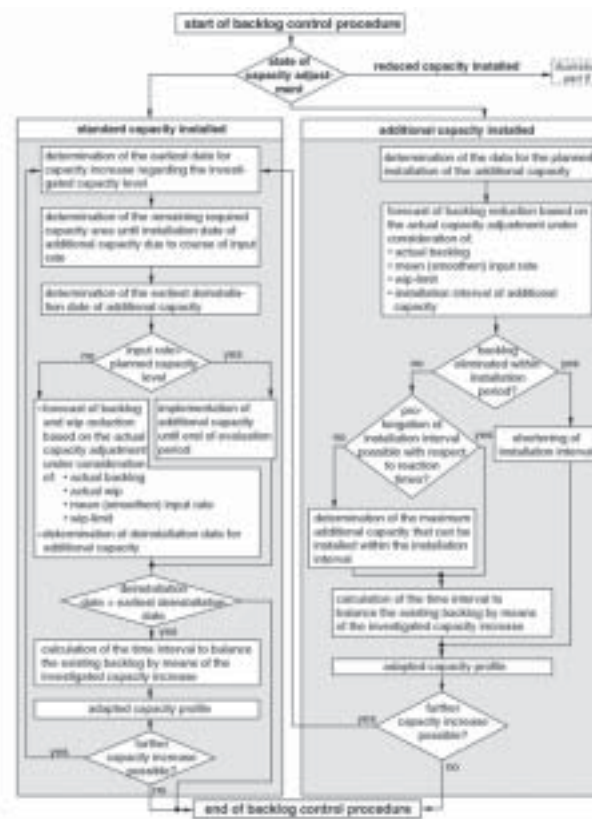 start of backlog control procedure
state of
capacity adjust-
ment
reduced capacity installed
standard capacity installed
determination of the earliest date for
capacity increase regarding the investi-
gated capacity level
determination of the remaining required
capacity area until installation date of
additional capacity due to course of input
rate
determination of the earliest deinstalla-
tion date of additional capacity
no
input rate>
planned capacity
level
yes
•forecast of backlog
and wip reduction
based on the actual
capacity adjustment
under consideration
of: • actual backlog
• actual wip
• mean (smoothen) input rate
• wip-limit
•determination of deinstallation date for
additional capacity
implementation of
additional capacity
until end of evaluation
period
deinstallation
date earliest deinstallation
date
yes
calculation of the time interval to balance
the existing backlog by means of the
investigated capacity increase
adapted capacity profile
yes
further
capacity increase
possible?
no
additional capacity installed
determination of the date for the planned
installation of the additional capacity
forecast of backlog reduction based on
the actual capacity adjustment under
consideration of:
• actual backlog
• mean (smoothen) input rate
• wip-limit
• installation interval of additional
capacity
no
backlog
eliminated within
installation
period?
yes
no
pro-
longation of
installation interval
possible with respect
to reaction
times?
yes
shortening of
installation interval
determination of the maximum
additional capacity that can be
installed within the installation
interval
calculation of the time interval to
balance the existing backlog by means
of the investigated capacity increase
adapted capacity profile
yes
further
capacity increase
possible?
no
end of backlog control procedure